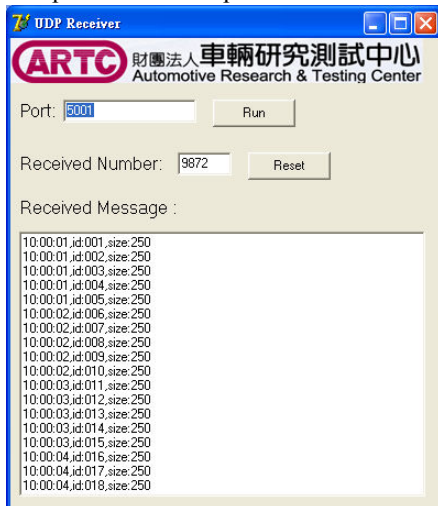 UDP Receiver
ARTC 財團法人車輛研究測試中心
Automotive Research & Testing Center
Port: 5001 Run
Received Number: 9872 Reset
Received Message :
10:00:01,id:001,size:250
10:00:01,id:002,size:250
10:00:01,id:003,size:250
10:00:01,id:004,size:250
10:00:01,id:005,size:250
10:00:02,id:006,size:250
10:00:02,id:007,size:250
10:00:02,id:008,size:250
10:00:02,id:009,size:250
10:00:02,id:010,size:250
10:00:03,id:011,size:250
10:00:03,id:012,size:250
10:00:03,id:013,size:250
10:00:03,id:014,size:250
10:00:03,id:015,size:250
10:00:04,id:016,size:250
10:00:04,id:017,size:250
10:00:04,id:018,size:250